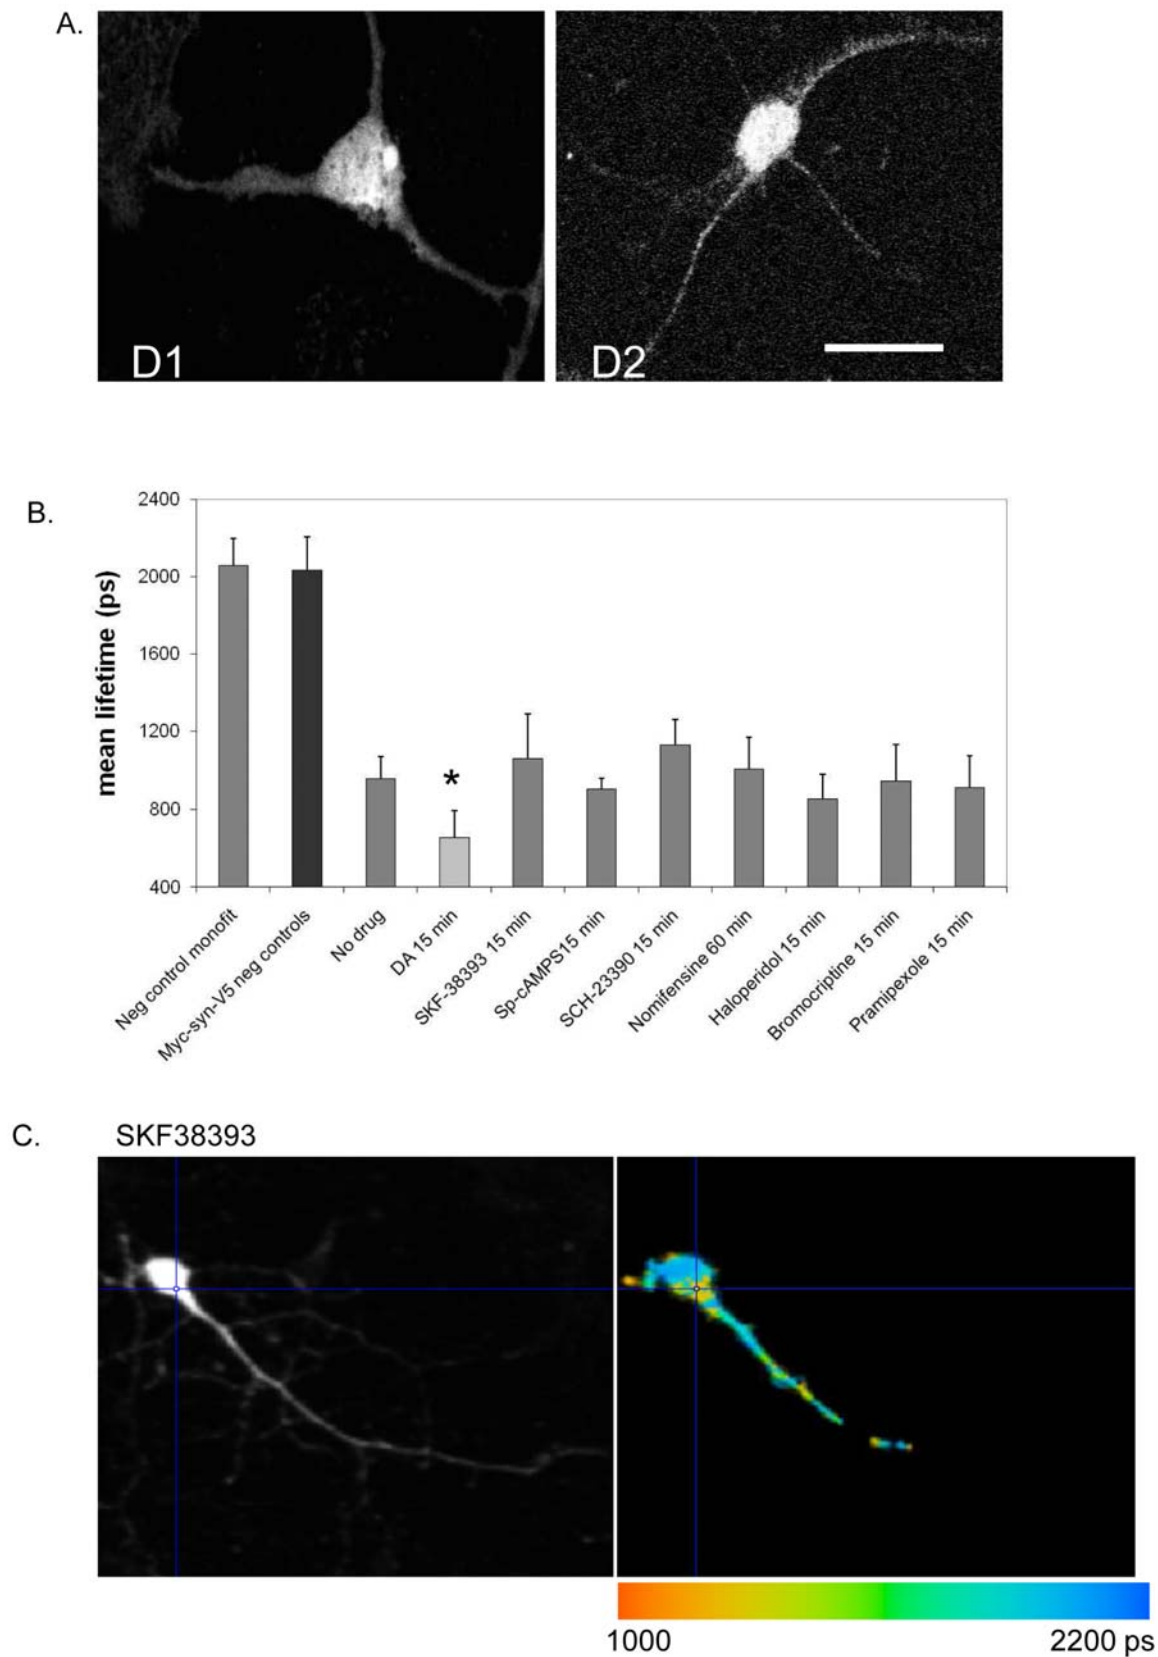 A.
D1
D2
B.
mean lifetime (ps)
2400
2000
1600
1200
800
400
*
Neg control monofit
Myc-syn-V5 neg controls
No drug
DA 15 min
SKF-38393 15 min
Sp-cAMPS15 min
SCH-23390 15 min
Nomifensine 60 min
Haloperidol 15 min
Bromocriptine 15 min
Pramipexole 15 min
C.
SKF38393
1000
2200 ps